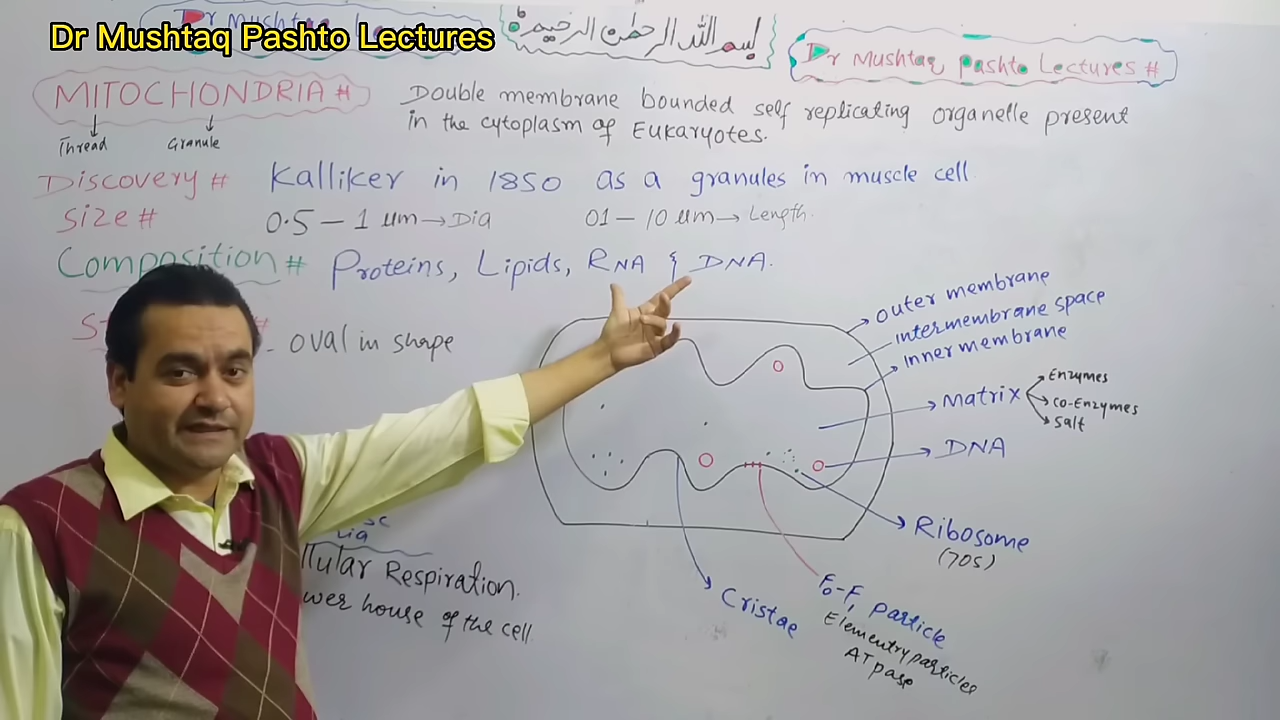 Dr Mushtaq Pashto Lectures
بسم الله الرحمن الرحيم
Dr Mushtaq Pashto Lectures #
MITOCHONDRIA #
Thread
Granule
Double membrane bounded self replicating organelle present
in the cytoplasm of Eukaryotes.
Discovery # Kalliker in 1850 as a granules in muscle cell
Size # 0.5 – 1 um → Dia 01 – 10 um → Length.
Composition # Proteins, Lipids, RNA & DNA.
oval in shape
outer membrane
intermembrane space
inner membrane
Matrix
Enzymes
Co-Enzymes
Salt
DNA
Ribosome
(70S)
F0-F1 particle
Elementry particles
ATpase
Cristae
Respiration.
house of the cell